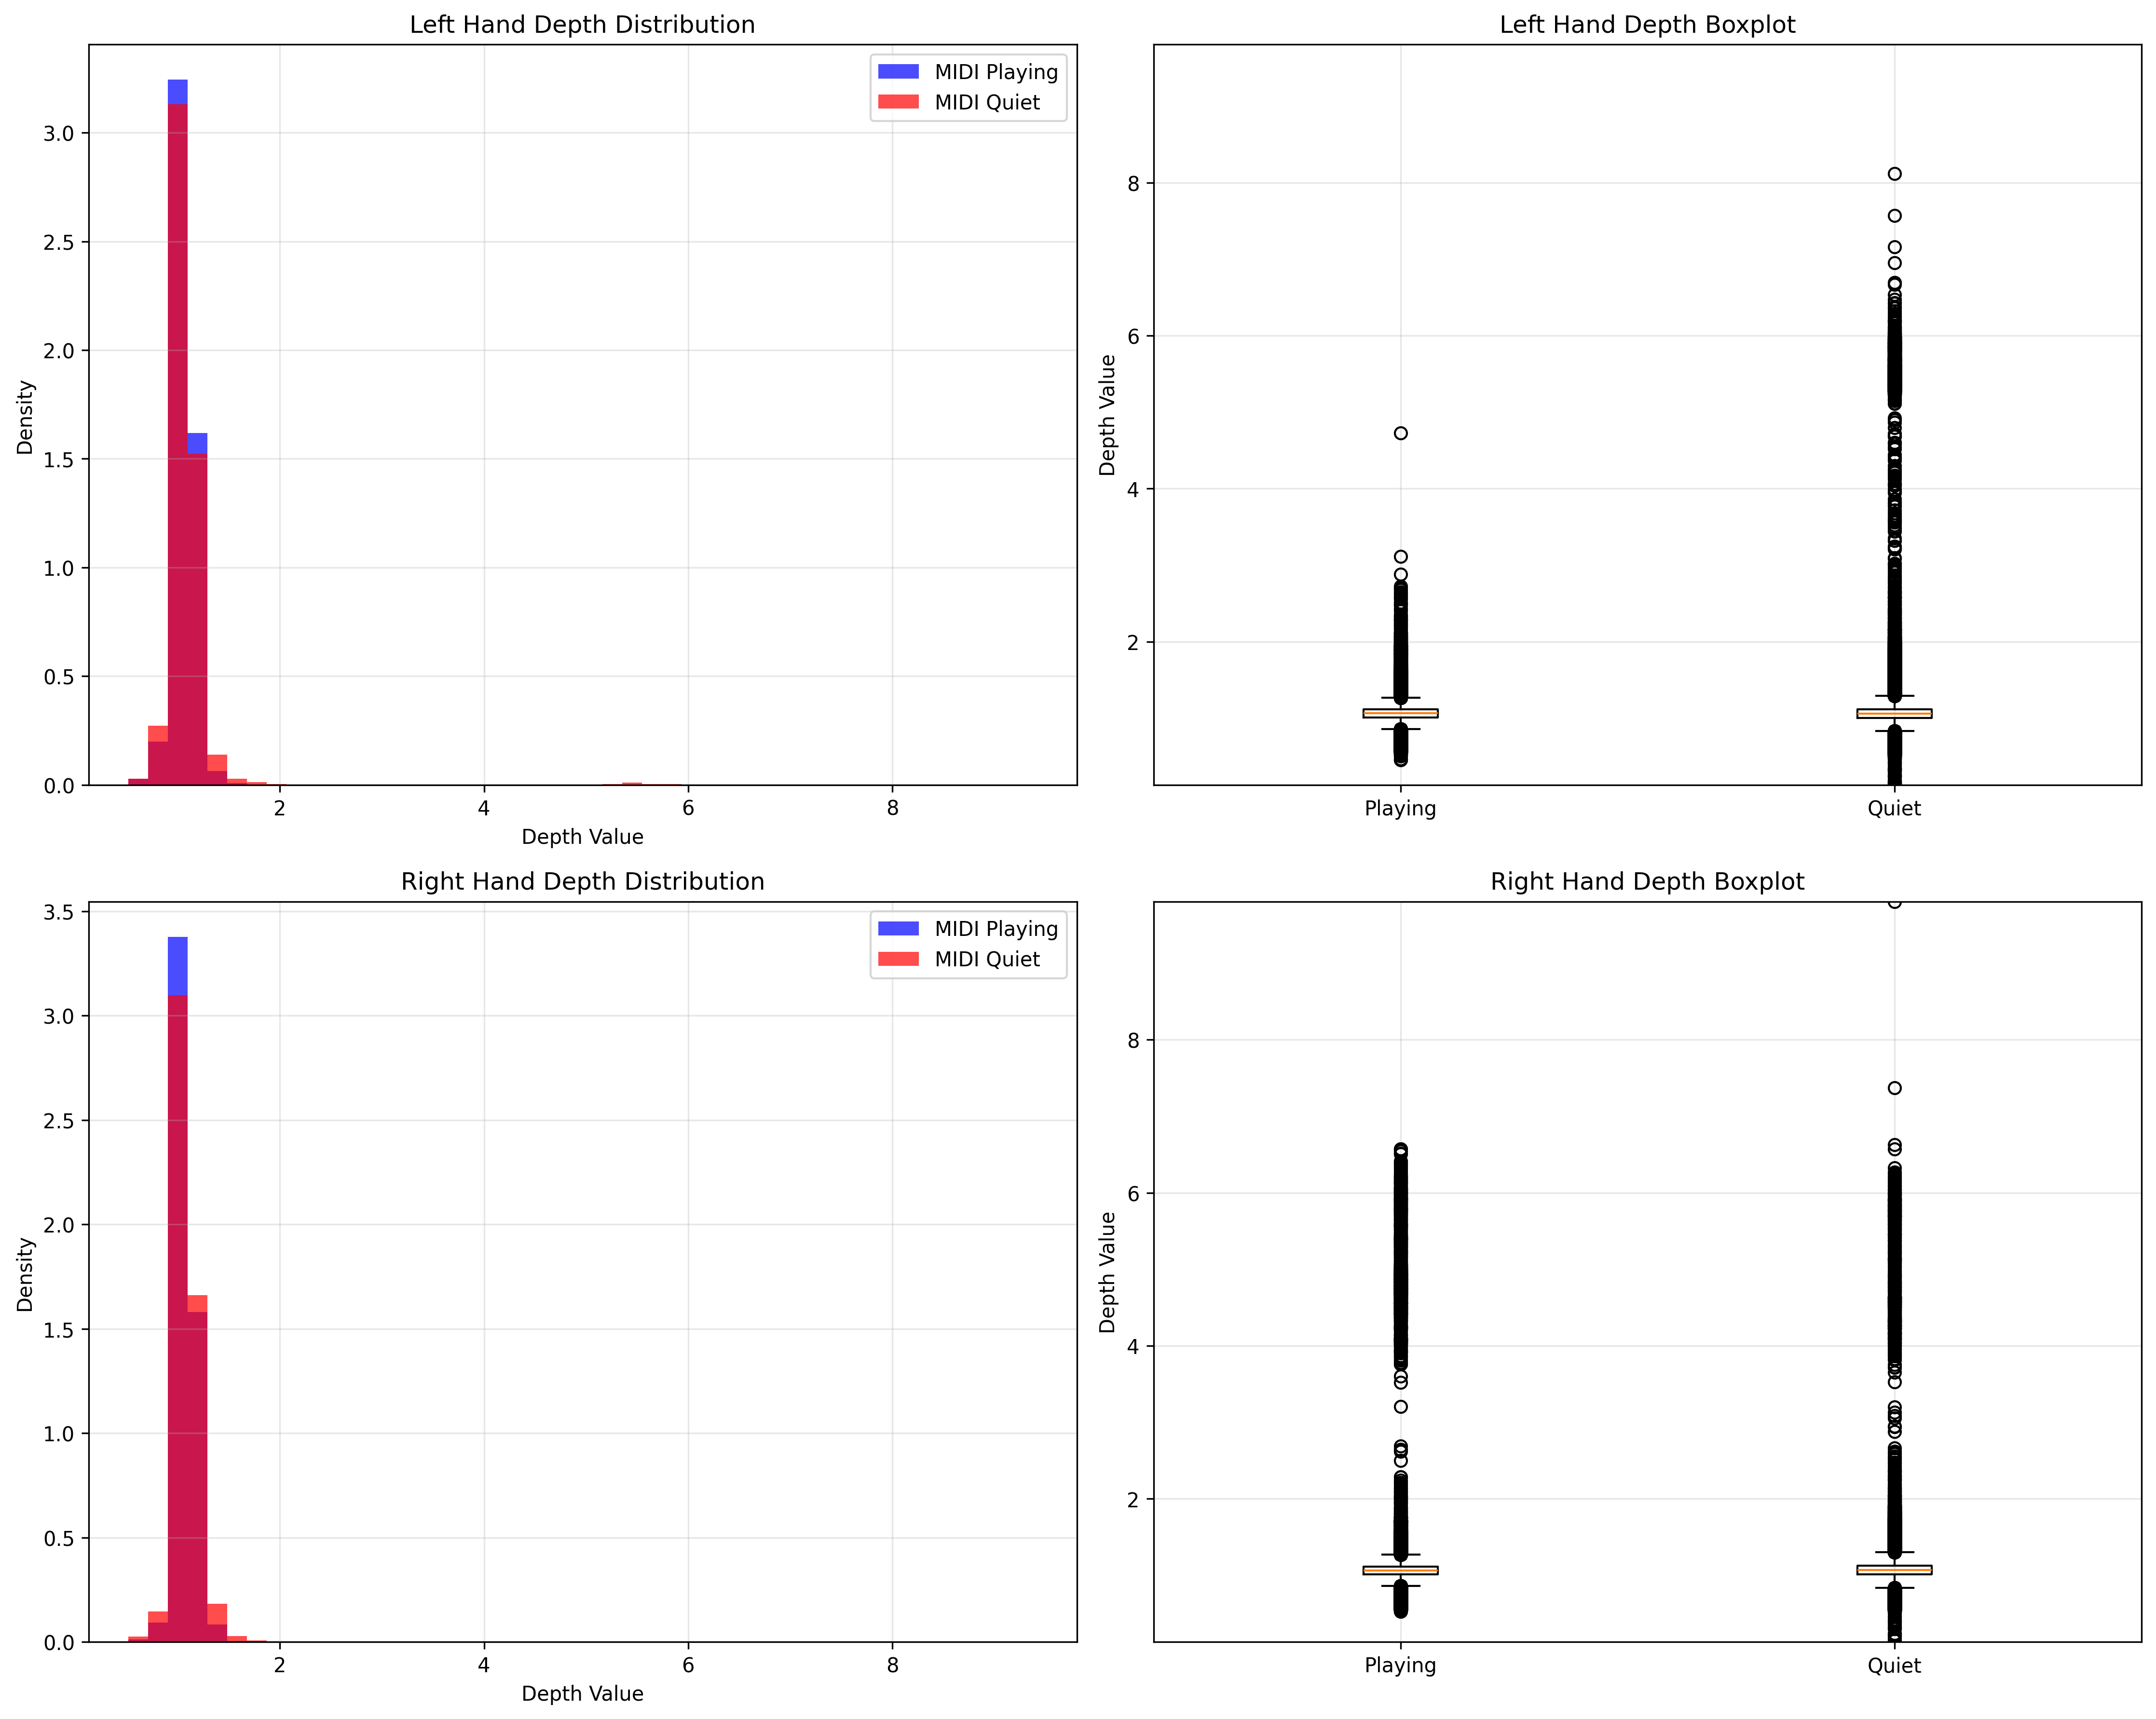 Left Hand Depth Distribution
MIDI Playing
MIDI Quiet
3.0
2.5
2.0
1.5
1.0
0.5
0.0
Density
2 4 6 8
Depth Value
Left Hand Depth Boxplot
8
6
4
2
Depth Value
Playing Quiet
Right Hand Depth Distribution
MIDI Playing
MIDI Quiet
3.5
3.0
2.5
2.0
1.5
1.0
0.5
0.0
Density
2 4 6 8
Depth Value
Right Hand Depth Boxplot
8
6
4
2
Depth Value
Playing Quiet